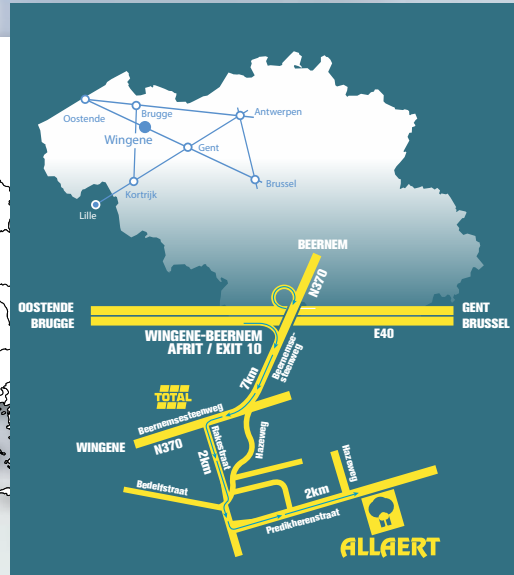 Oostende
Brugge
Antwerpen
Wingene
Gent
Kortrijk
Brussel
Lille
BEERNEM
N370
OOSTENDE
BRUGGE
GENT
BRUSSEL
E40
WINGENE-BEERNEM
AFRIT / EXIT 10
Beernemse-
steenweg
7km
TOTAL
Beernemsesteenweg
WINGENE
N370
Rakestraat
2km
Hazeweg
Hazeweg
Bedelfstraat
2km
Predikherenstraat
ALLAERT